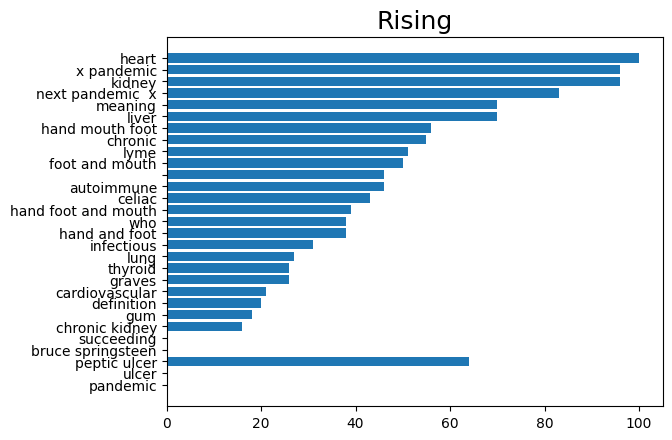 Rising
heart
x pandemic
kidney
next pandemic  x
meaning
liver
hand mouth foot
chronic
lyme
foot and mouth
autoimmune
celiac
hand foot and mouth
who
hand and foot
infectious
lung
thyroid
graves
cardiovascular
definition
gum
chronic kidney
succeeding
bruce springsteen
peptic ulcer
ulcer
pandemic
0 20 40 60 80 100